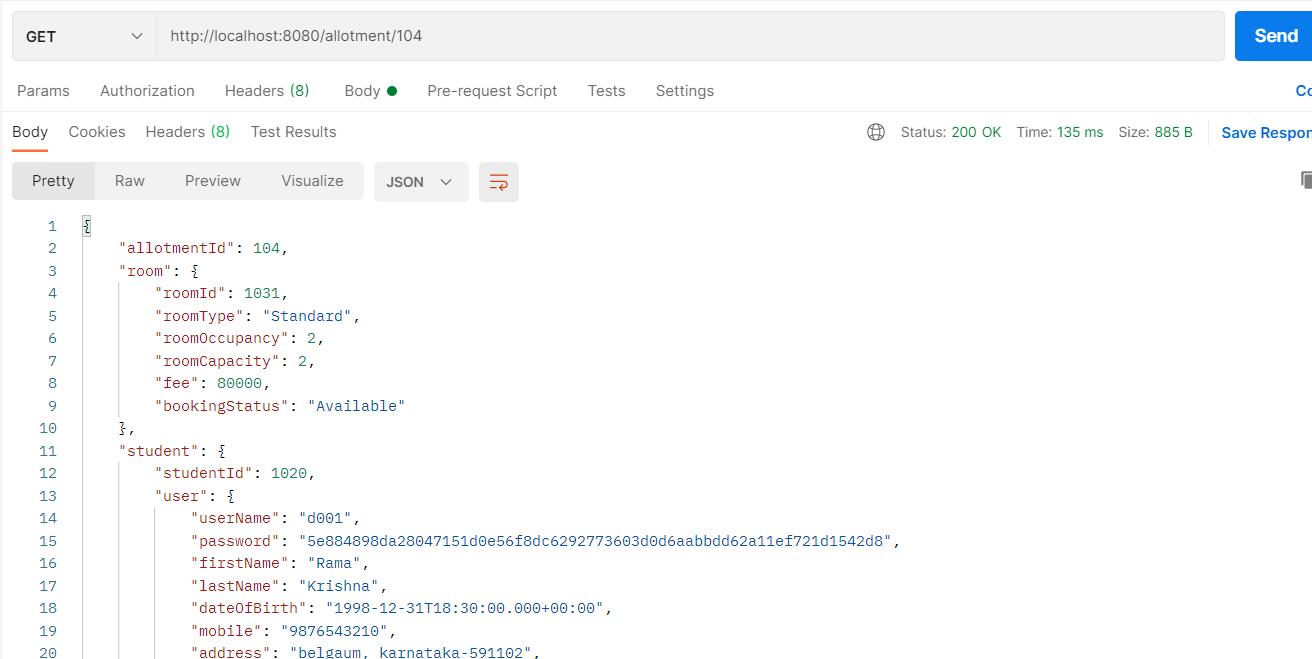 GET http://localhost:8080/allotment/104 Send
Params Authorization Headers (8) Body Pre-request Script Tests Settings
Body Cookies Headers (8) Test Results Status: 200 OK Time: 135 ms Size: 885 B Save Respon
Pretty Raw Preview Visualize JSON
1 {
2 "allotmentId": 104,
3 "room": {
4 "roomId": 1031,
5 "roomType": "Standard",
6 "roomOccupancy": 2,
7 "roomCapacity": 2,
8 "fee": 80000,
9 "bookingStatus": "Available"
10 },
11 "student": {
12 "studentId": 1020,
13 "user": {
14 "userName": "d001",
15 "password": "5e884898da28047151d0e56f8dc6292773603d0d6aabbdd62a11ef721d1542d8",
16 "firstName": "Rama",
17 "lastName": "Krishna",
18 "dateOfBirth": "1998-12-31T18:30:00.000+00:00",
19 "mobile": "9876543210",
20 "address": "belgaum, karnataka-591102",